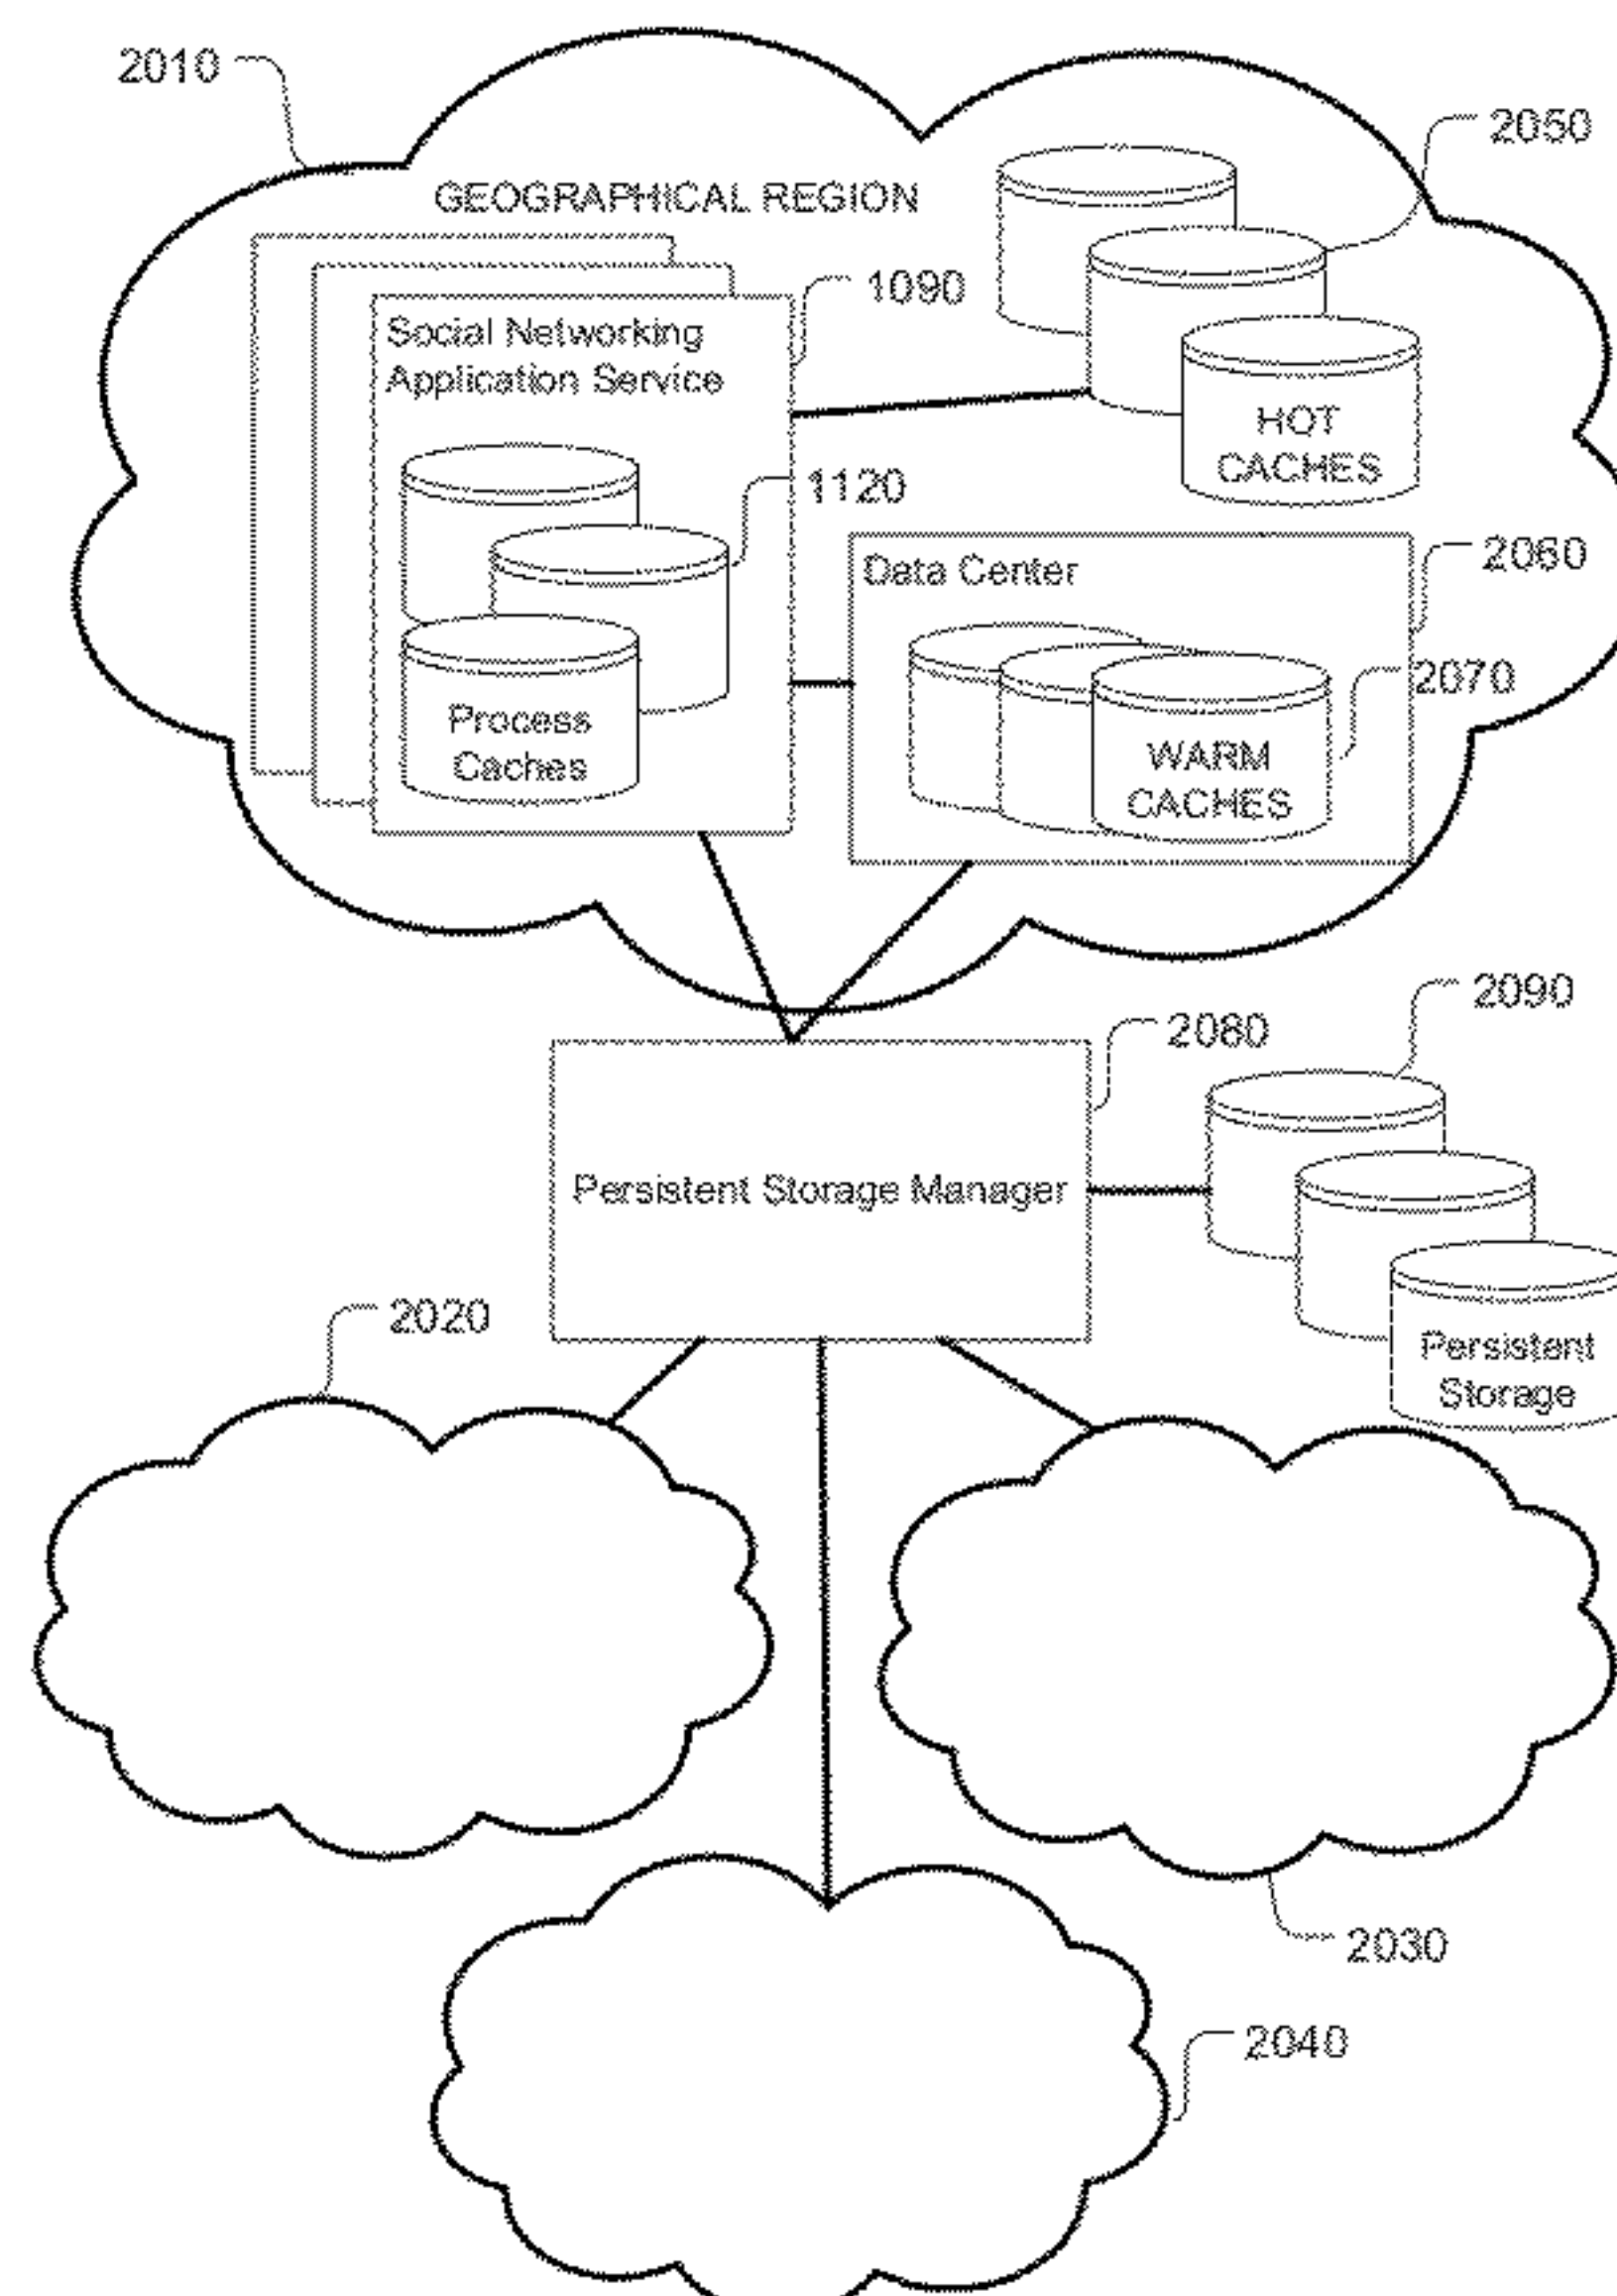 2010
2050
GEOGRAPHICAL REGION
1090
Social Networking
Application Service
HOT
CACHES
1120
2060
Data Center
2070
Process
Caches
WARM
CACHES
2090
2080
Persistent Storage Manager
2020
Persistent
Storage
2030
2040